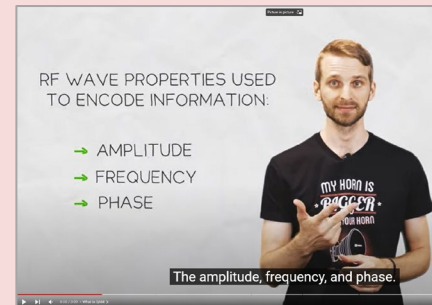 Picture in picture
RF WAVE PROPERTIES USED
TO ENCODE INFORMATION:
→ AMPLITUDE
→ FREQUENCY
→ PHASE
MY HORN IS
BIGGER
YOUR HORN
The amplitude, frequency, and phase.